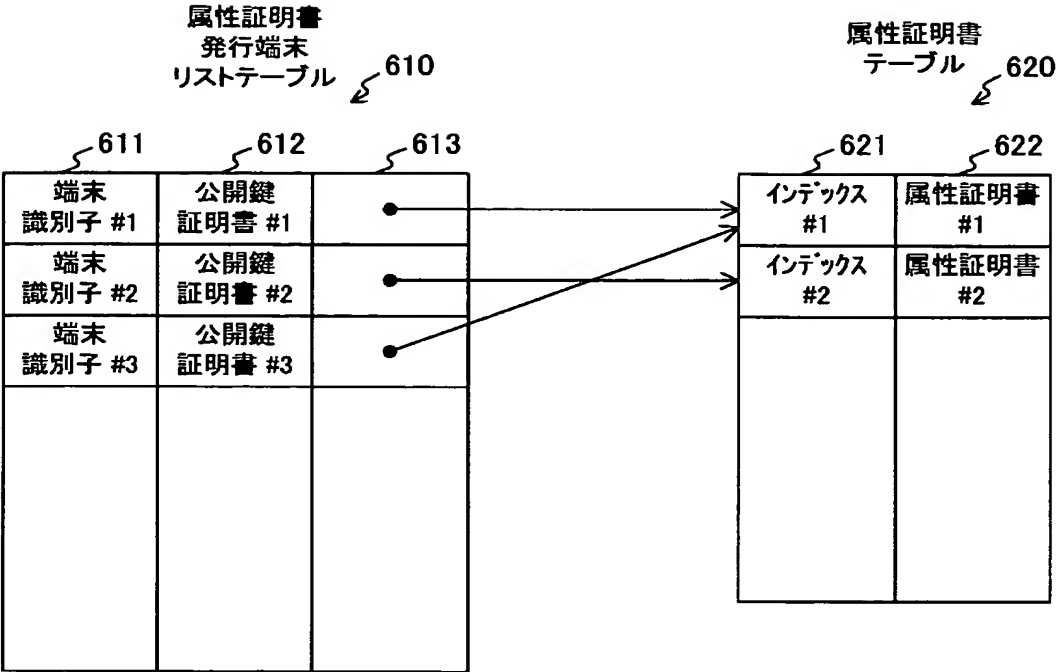 属性証明書
発行端末
リストテーブル
610
属性証明書
テーブル
620
611
612
613
端末
識別子 #1
公開鍵
証明書 #1
端末
識別子 #2
公開鍵
証明書 #2
端末
識別子 #3
公開鍵
証明書 #3
621
622
インデックス
#1
属性証明書
#1
インデックス
#2
属性証明書
#2